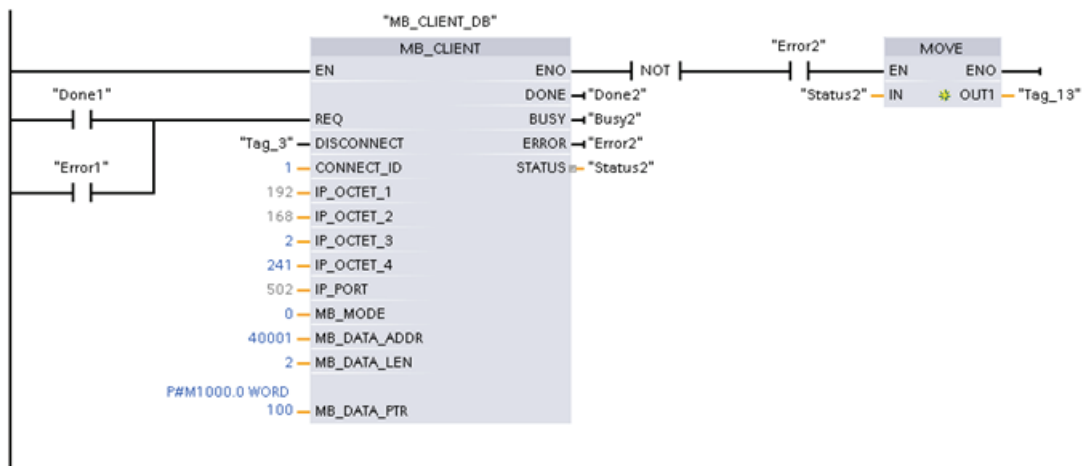 "MB_CLIENT_DB"
MB_CLIENT
"Error2"
MOVE
EN ENO NOT EN ENO
"Done1" DONE "Done2" "Status2" IN OUT1 "Tag_13"
REQ BUSY "Busy2"
"Tag_3" DISCONNECT ERROR "Error2"
"Error1" 1 CONNECT_ID STATUS "Status2"
192 IP_OCTET_1
168 IP_OCTET_2
2 IP_OCTET_3
241 IP_OCTET_4
502 IP_PORT
0 MB_MODE
40001 MB_DATA_ADDR
2 MB_DATA_LEN
P#M1000.0 WORD
100 MB_DATA_PTR